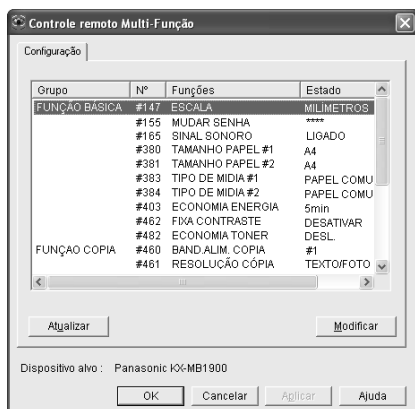 Controle remoto Multi-Função
Configuração
Grupo Nº Funções Estado
FUNÇÃO BÁSICA #147 ESCALA MILÍMETROS
#155 MUDAR SENHA ****
#165 SINAL SONORO LIGADO
#380 TAMANHO PAPEL #1 A4
#381 TAMANHO PAPEL #2 A4
#383 TIPO DE MIDIA #1 PAPEL COMU
#384 TIPO DE MIDIA #2 PAPEL COMU
#403 ECONOMIA ENERGIA 5min
#462 FIXA CONTRASTE DESATIVAR
#482 ECONOMIA TONER DESL.
FUNÇAO COPIA #460 BAND.ALIM. COPIA #1
#461 RESOLUÇÃO CÓPIA TEXTO/FOTO
Atualizar Modificar
Dispositivo alvo : Panasonic KX-MB1900
OK Cancelar Aplicar Ajuda